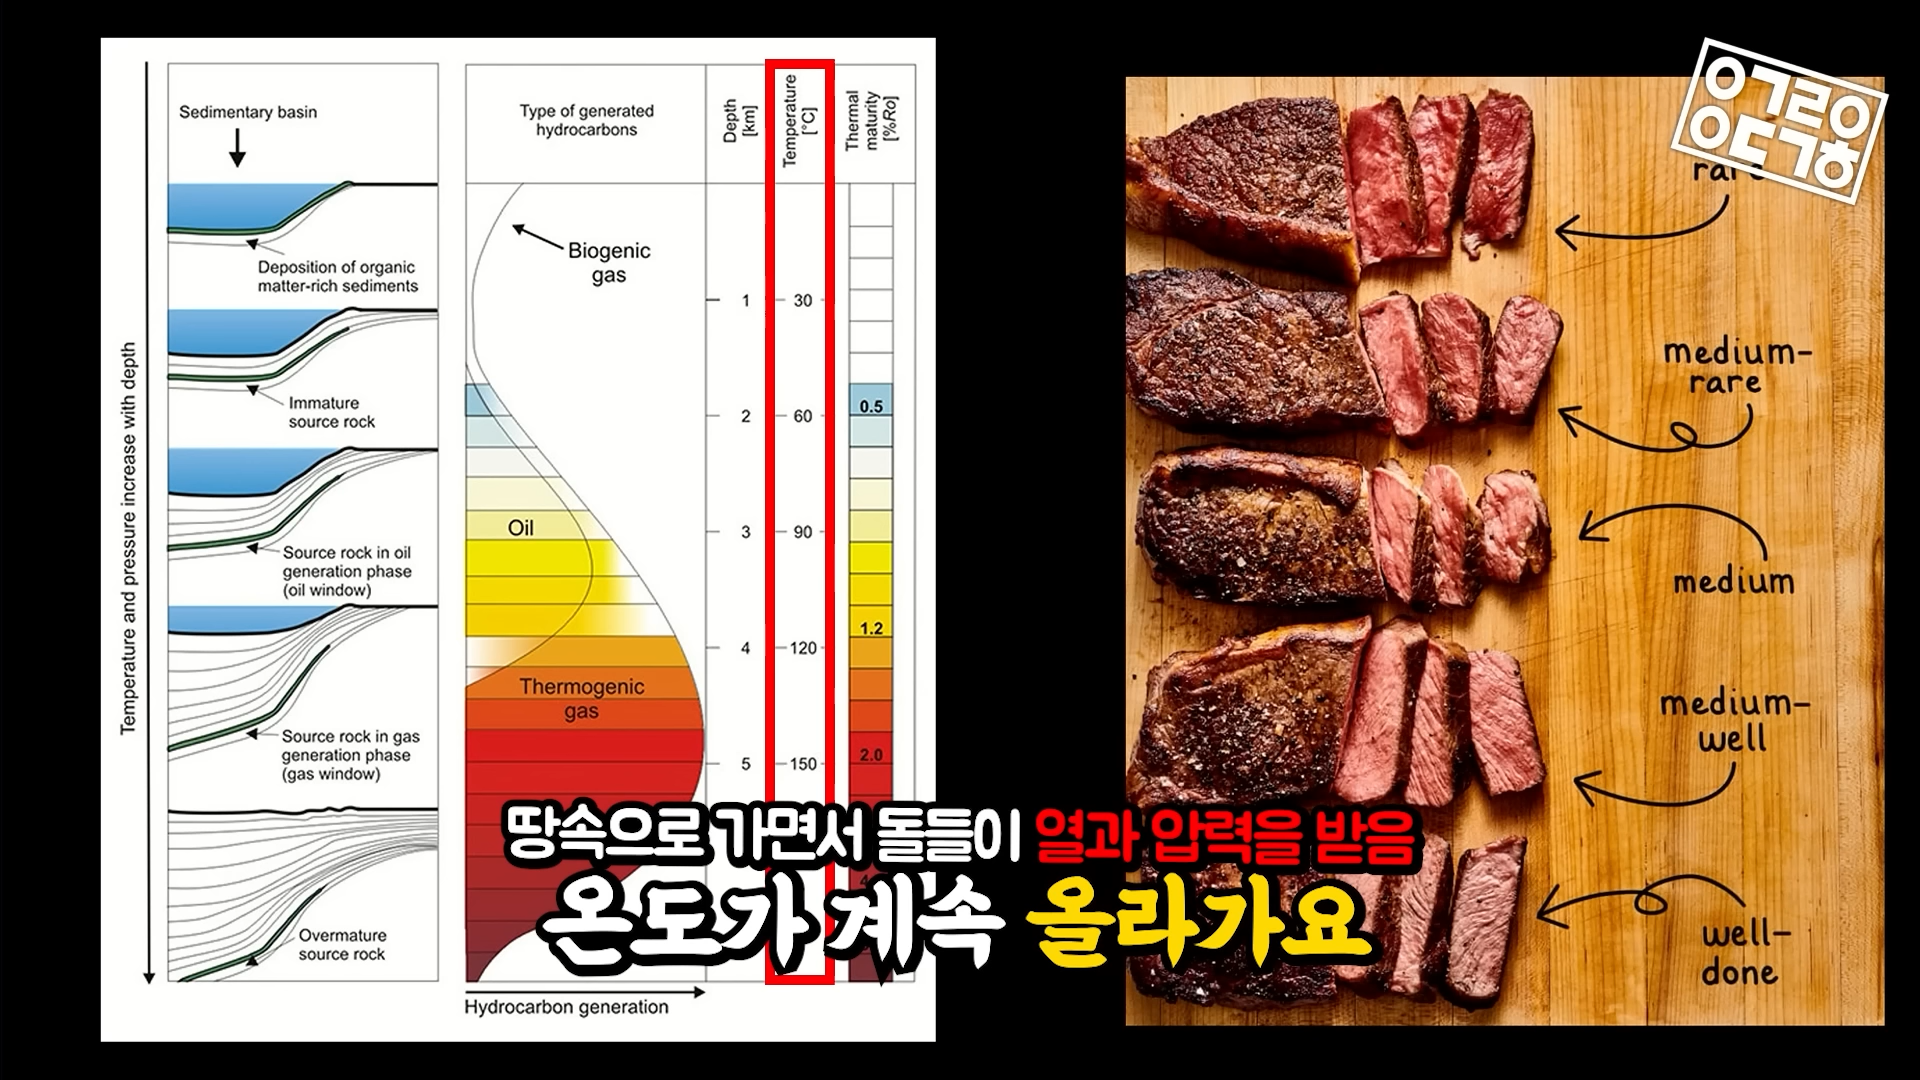 Sedimentary basin
Deposition of organic
matter-rich sediments
Immature
source rock
Source rock in oil
generation phase
(oil window)
Source rock in gas
generation phase
(gas window)
Overmature
source rock
Temperature and pressure increase with depth
Type of generated
hydrocarbons
Depth
[km]
Temperature
[°C]
Thermal
maturity
[%Ro]
Biogenic
gas
1 30
2 60 0.5
Oil
3 90
1.2
4 120
Thermogenic
gas
2.0
5 150
Hydrocarbon generation
rare
medium-
rare
medium
medium-
well
well-
done
땅속으로 가면서 돌들이 열과 압력을 받음
온도가 계속 올라가요